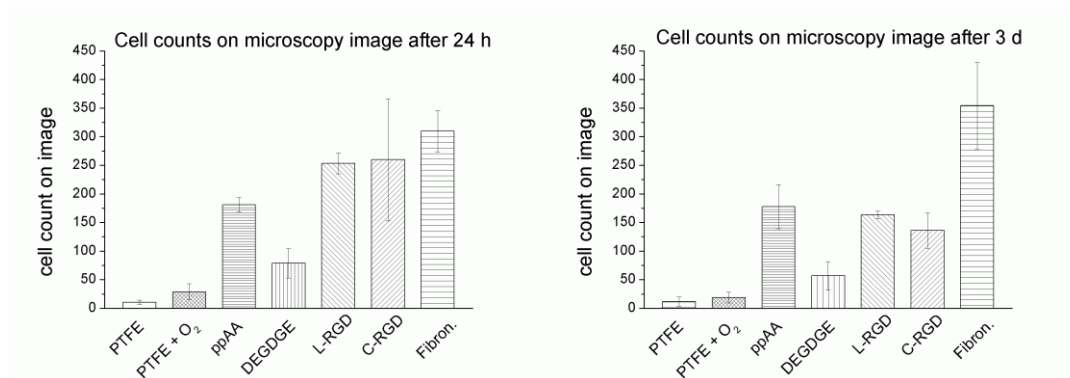 Cell counts on microscopy image after 24 h
450
400
350
300
250
200
150
100
50
0
cell count on image
PTFE
PTFE + O₂
ppAA
DEGDGE
L-RGD
C-RGD
Fibron.
Cell counts on microscopy image after 3 d
450
400
350
300
250
200
150
100
50
0
cell count on image
PTFE
PTFE + O₂
ppAA
DEGDGE
L-RGD
C-RGD
Fibron.